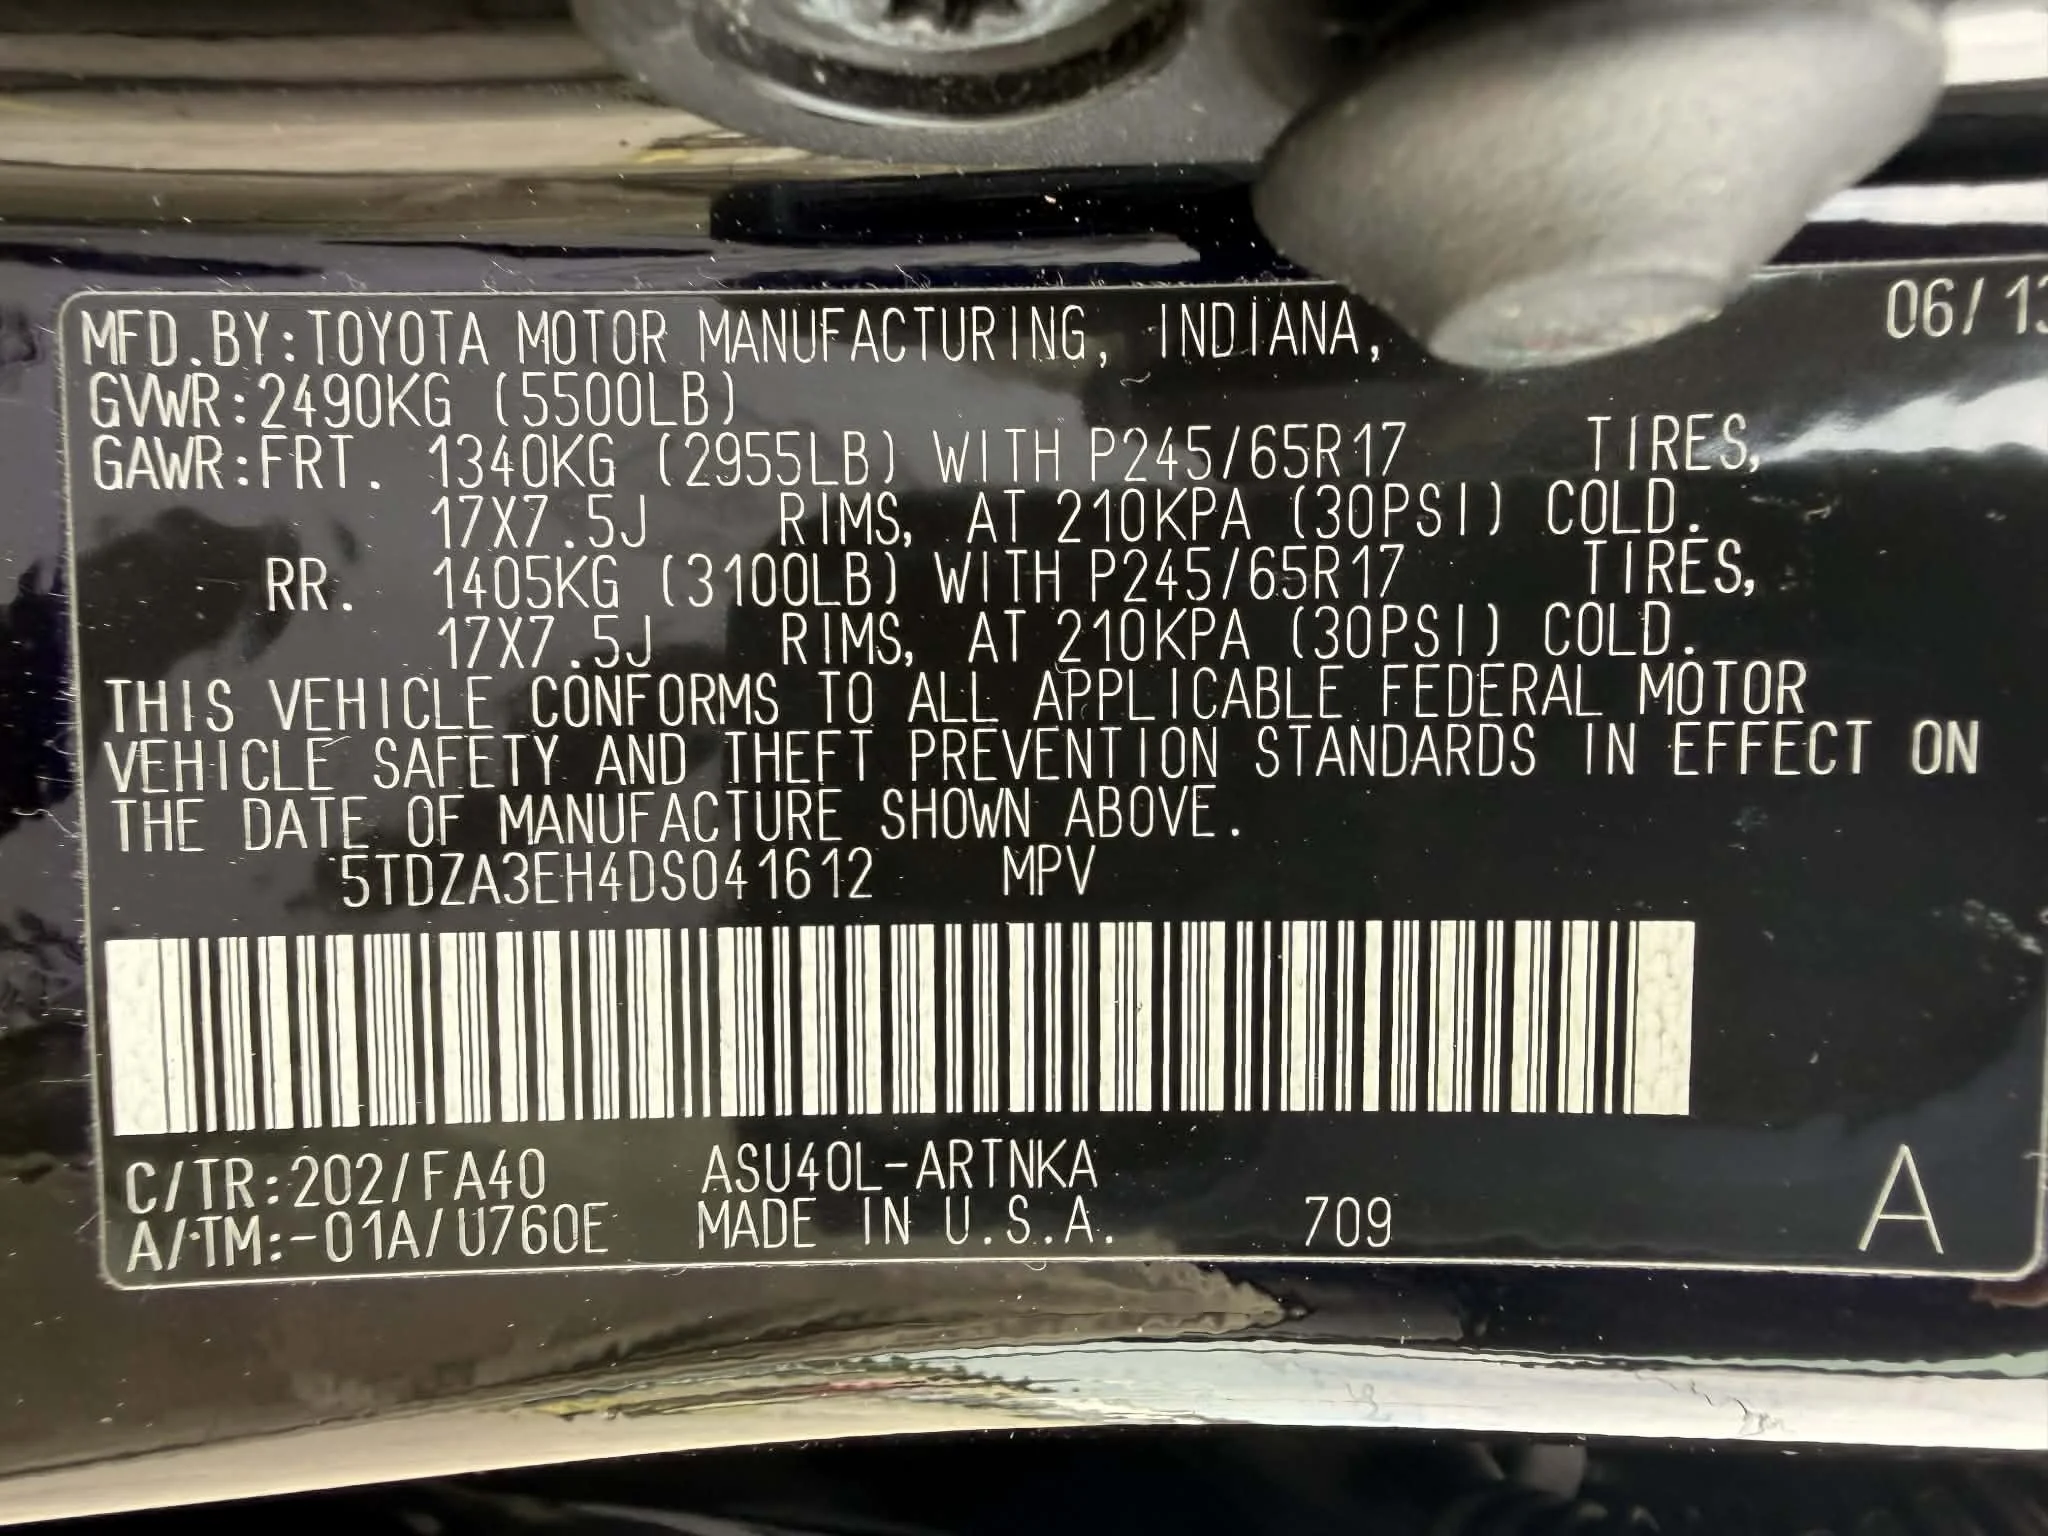 MFD.BY:TOYOTA MOTOR MANUFACTURING, INDIANA, 06/13
GVWR:2490KG (5500LB)
GAWR:FRT. 1340KG (2955LB) WITH P245/65R17 TIRES,
17X7.5J RIMS, AT 210KPA (30PSI) COLD.
RR. 1405KG (3100LB) WITH P245/65R17 TIRES,
17X7.5J RIMS, AT 210KPA (30PSI) COLD.
THIS VEHICLE CONFORMS TO ALL APPLICABLE FEDERAL MOTOR
VEHICLE SAFETY AND THEFT PREVENTION STANDARDS IN EFFECT ON
THE DATE OF MANUFACTURE SHOWN ABOVE.
5TDZA3EH4DS041612 MPV
C/TR:202/FA40 ASU40L-ARTNKA
A/TM:-01A/U760E MADE IN U.S.A. 709 A